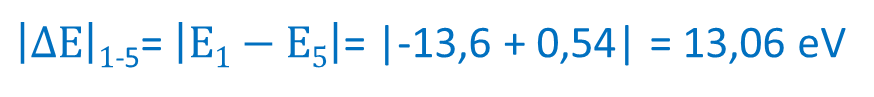 |ΔE|₁₋₅= |E₁ − E₅|= |-13,6 + 0,54| = 13,06 eV